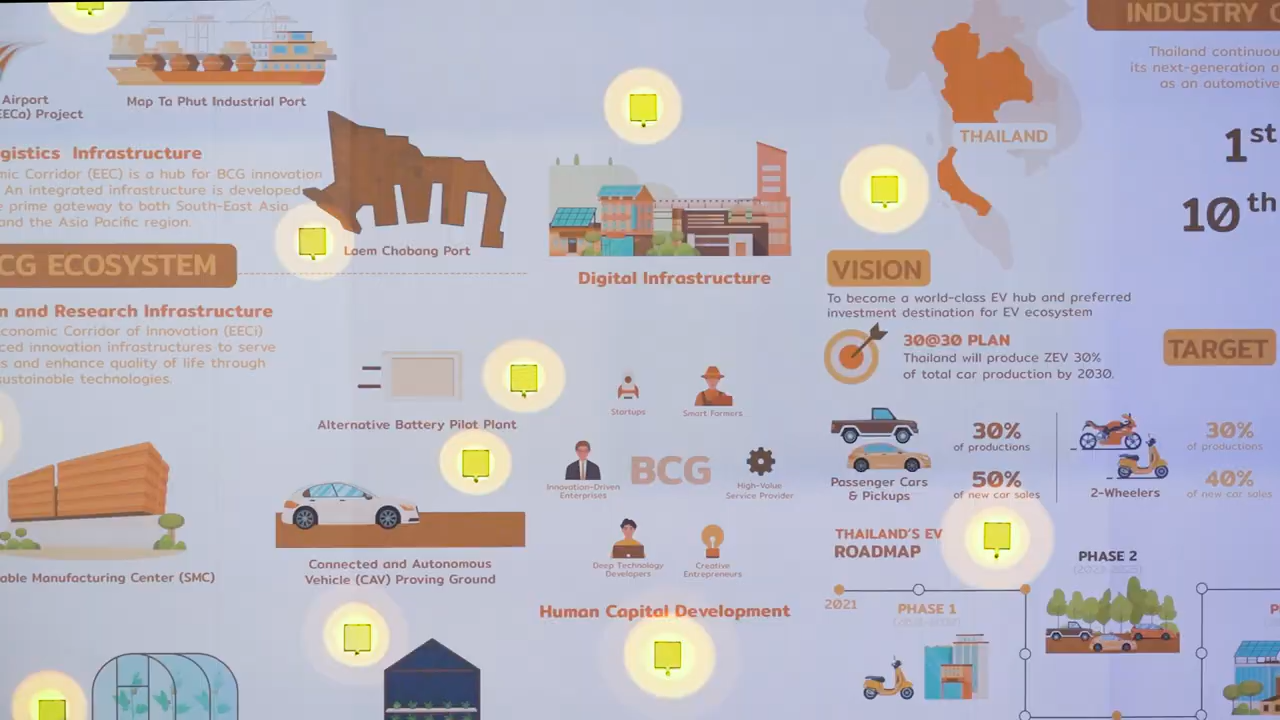 Airport
(EECa) Project
Map Ta Phut Industrial Port
gistics Infrastructure
mic Corridor (EEC) is a hub for BCG innovation
An integrated infrastructure is developed
prime gateway to both South-East Asia
and the Asia Pacific region.
Laem Chabang Port
CG ECOSYSTEM
n and Research Infrastructure
Economic Corridor of Innovation (EECi)
ced innovation infrastructures to serve
s and enhance quality of life through
sustainable technologies.
Alternative Battery Pilot Plant
able Manufacturing Center (SMC)
Connected and Autonomous
Vehicle (CAV) Proving Ground
Digital Infrastructure
Startups
Smart Farmers
Innovation-Driven
Enterprises
BCG
High-Value
Service Provider
Deep Technology
Developers
Creative
Entrepreneurs
Human Capital Development
THAILAND
INDUSTRY
Thailand continuou
its next-generation a
as an automotive
1st
10th
VISION
To become a world-class EV hub and preferred
investment destination for EV ecosystem
30@30 PLAN
Thailand will produce ZEV 30%
of total car production by 2030.
TARGET
Passenger Cars
& Pickups
30%
of productions
50%
of new car sales
2-Wheelers
30%
of productions
40%
of new car sales
THAILAND'S EV
ROADMAP
2021
PHASE 1
PHASE 2
(2023-2025)